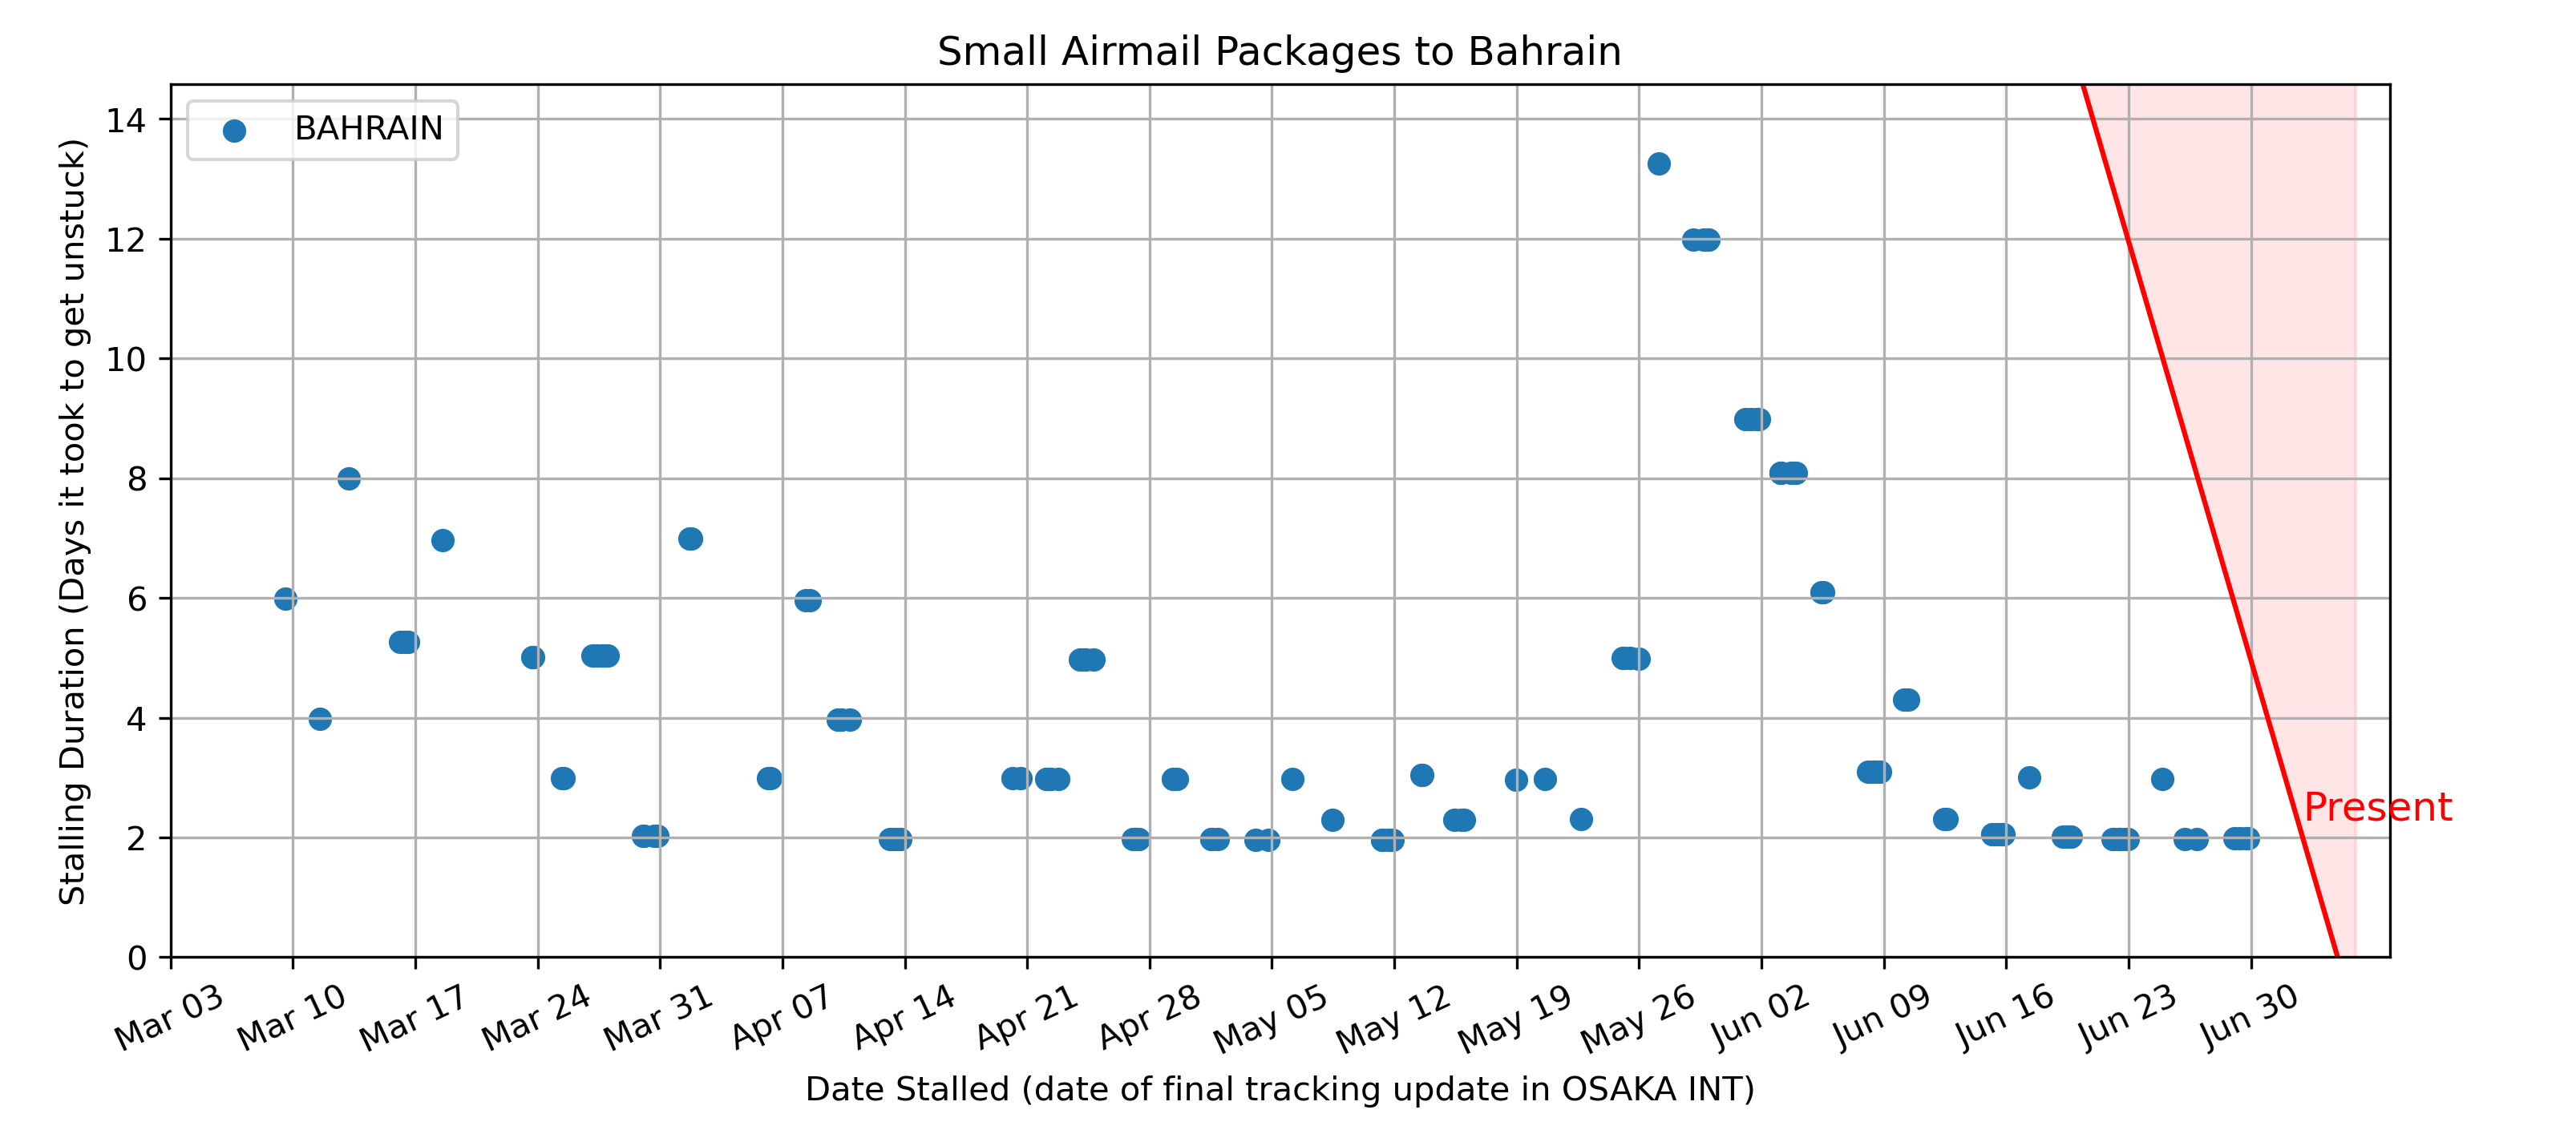 Small Airmail Packages to Bahrain
BAHRAIN
Stalling Duration (Days it took to get unstuck)
14
12
10
8
6
4
2
0
Present
Mar 03
Mar 10
Mar 17
Mar 24
Mar 31
Apr 07
Apr 14
Apr 21
Apr 28
May 05
May 12
May 19
May 26
Jun 02
Jun 09
Jun 16
Jun 23
Jun 30
Date Stalled (date of final tracking update in OSAKA INT)